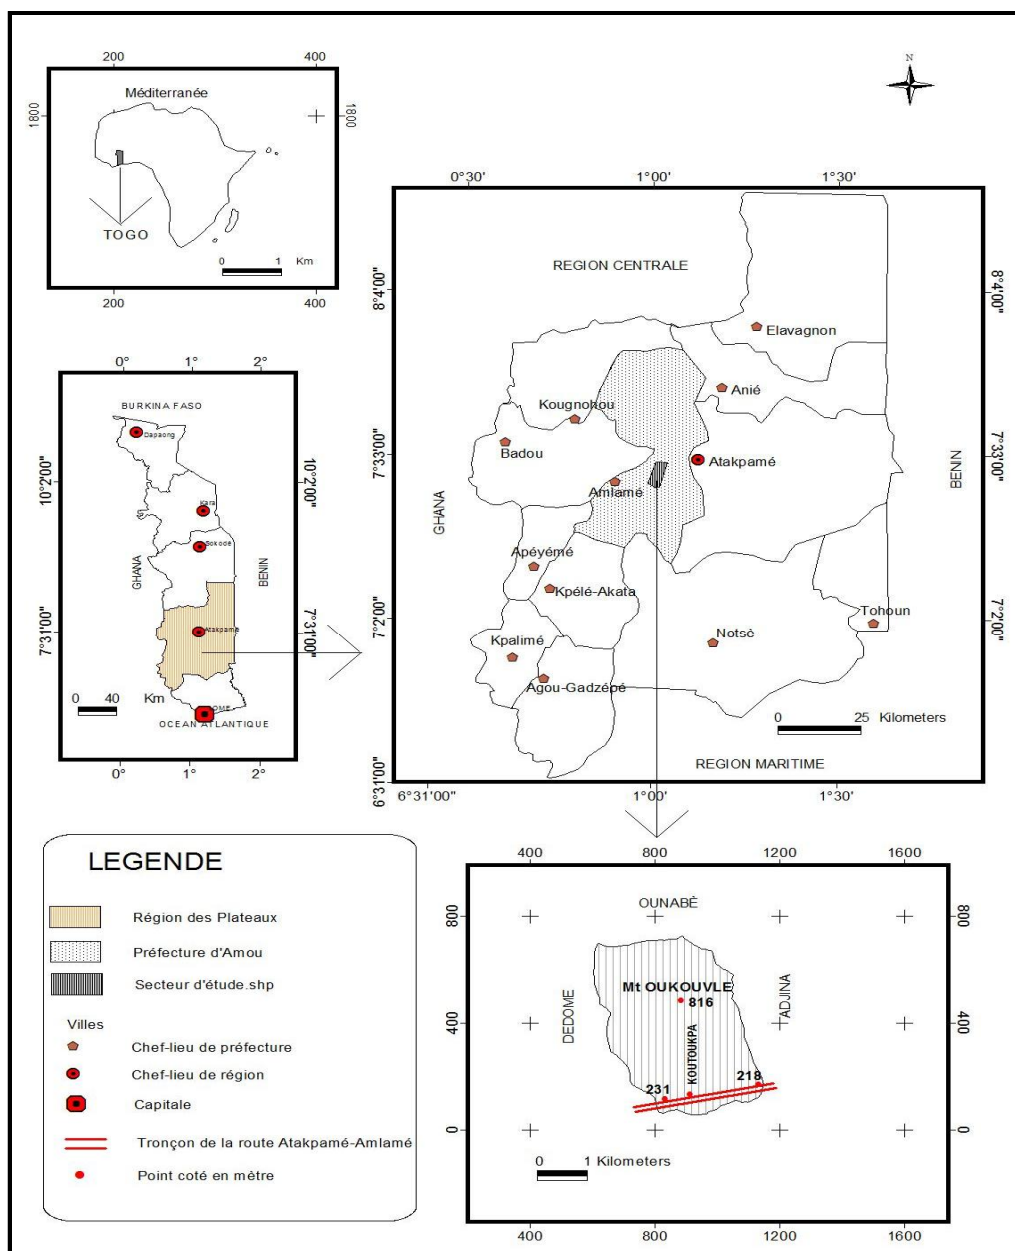 N
200
400
1800
Méditerranée
1800
TOGO
0 1 Km
200
400
0°30'
1°00'
1°30'
8°4'00"
8°4'00"
REGION CENTRALE
Elavagnon
Anié
Kougnohou
Badou
Atakpamé
Amlamé
7°33'00"
7°33'00"
GHANA
BENIN
Apéyémé
Kpélé-Akata
Tohoun
Notsè
Kpalimé
Agou-Gadzépé
7°2'00"
7°2'00"
0 25 Kilometers
REGION MARITIME
6°31'00"
6°31'00"
1°00'
1°30'
0°
1°
2°
BURKINA FASO
Dapaong
10°2'00"
10°2'00"
Kara
Sokodé
GHANA
BENIN
7°31'00"
7°31'00"
Atakpamé
0 40 Km
OCEAN ATLANTIQUE
0°
1°
2°
LEGENDE
Région des Plateaux
Préfecture d'Amou
Secteur d'étude.shp
Villes
Chef-lieu de préfecture
Chef-lieu de région
Capitale
Tronçon de la route Atakpamé-Amlamé
Point coté en mètre
400
800
1200
1600
OUNABÈ
800
800
DEDOME
ADJINA
Mt OUKOUVLE
816
400
400
KOUTOUKPA
231
218
0
0
0 1 Kilometers
400
800
1200
1600